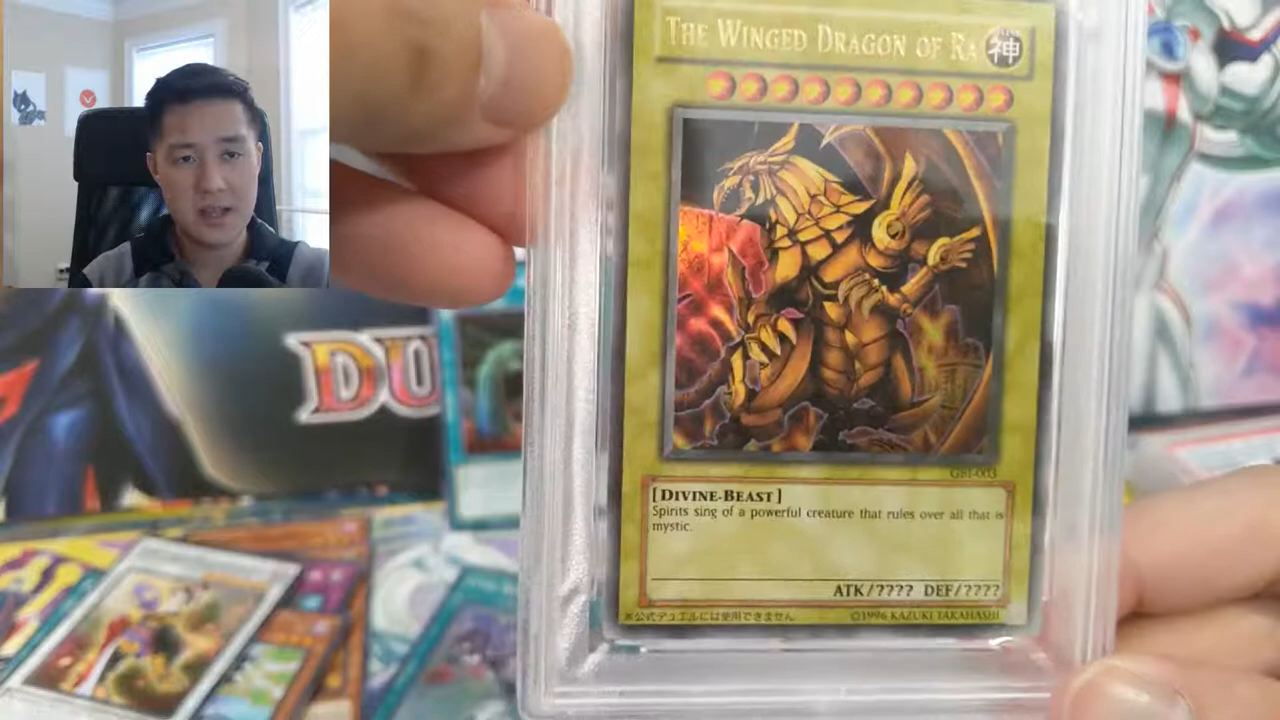 THE WINGED DRAGON OF RA 神
DU
GBI-003
[DIVINE-BEAST]
Spirits sing of a powerful creature that rules over all that is
mystic.
ATK/???? DEF/????
※公式デュエルには使用できません。
©1996 KAZUKI TAKAHASHI